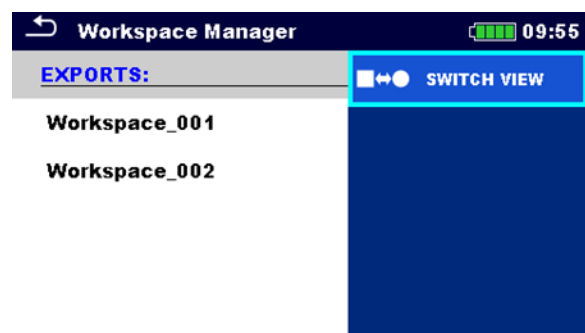 Workspace Manager 09:55
EXPORTS:
SWITCH VIEW
Workspace_001
Workspace_002